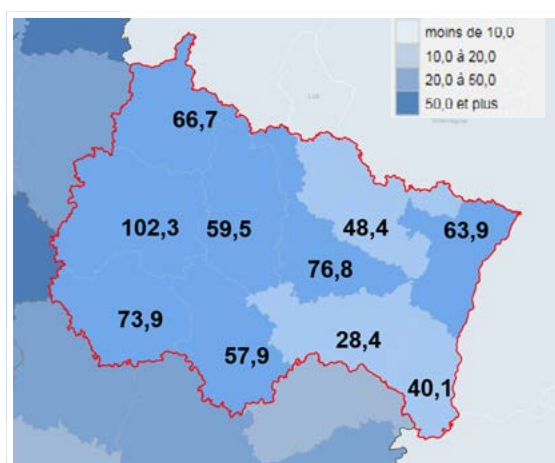 moins de 10,0
10,0 à 20,0
20,0 à 50,0
50,0 et plus
Allemagne
66,7
102,3
59,5
48,4
63,9
76,8
73,9
57,9
28,4
40,1